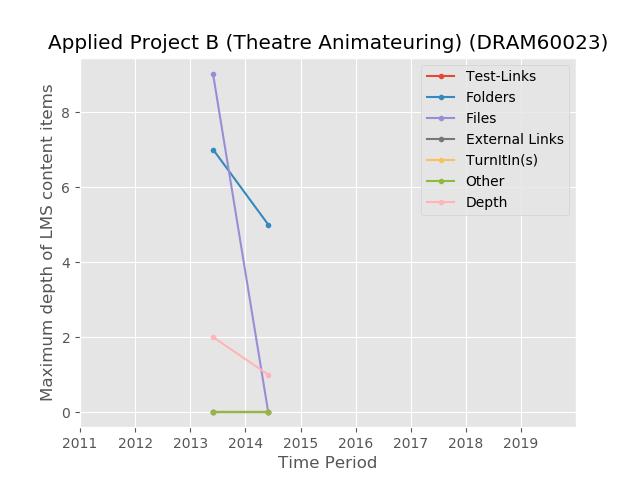 Applied Project B (Theatre Animateuring) (DRAM60023)
Test-Links
Folders
Files
External Links
TurnItIn(s)
Other
Depth
Maximum depth of LMS content items
8
6
4
2
0
2011 2012 2013 2014 2015 2016 2017 2018 2019
Time Period